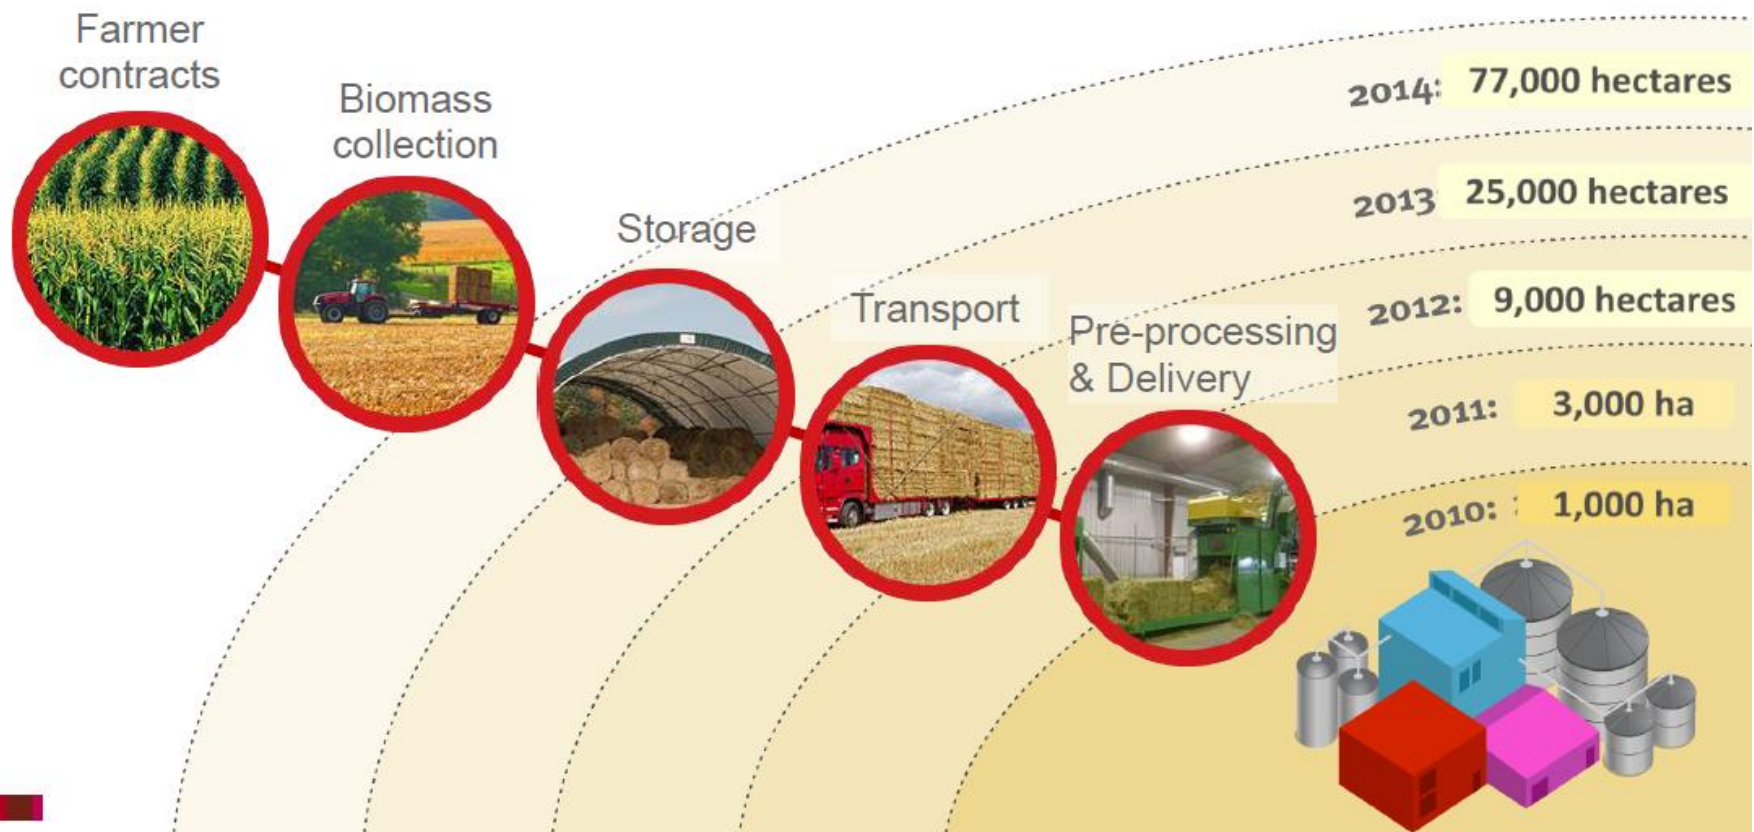 Farmer
contracts
Biomass
collection
Storage
Transport
Pre-processing
& Delivery
2014: 77,000 hectares
2013 25,000 hectares
2012: 9,000 hectares
2011: 3,000 ha
2010: 1,000 ha